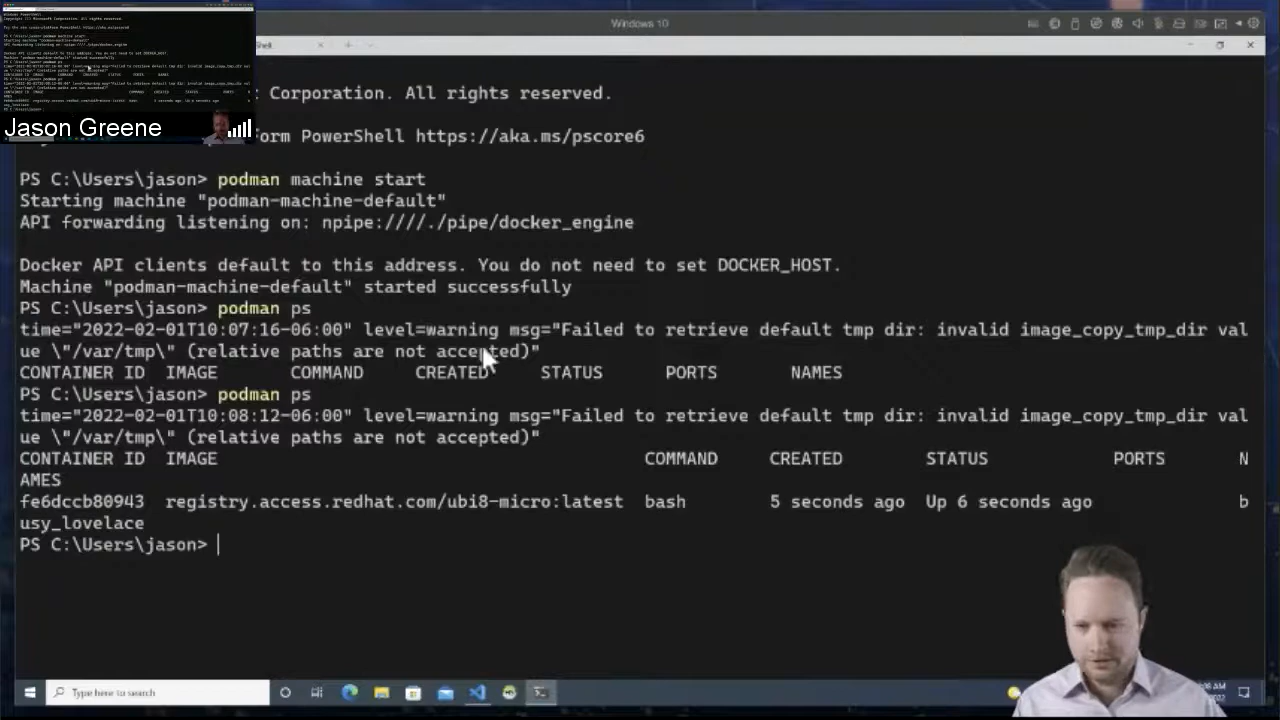 Windows 10
Jason Greene
t Corporation. All rights reserved.
form PowerShell https://aka.ms/pscore6
PS C:\Users\jason> podman machine start
Starting machine "podman-machine-default"
API forwarding listening on: npipe:////./pipe/docker_engine
Docker API clients default to this address. You do not need to set DOCKER_HOST.
Machine "podman-machine-default" started successfully
PS C:\Users\jason> podman ps
time="2022-02-01T10:07:16-06:00" level=warning msg="Failed to retrieve default tmp dir: invalid image_copy_tmp_dir val
ue \"/var/tmp\" (relative paths are not accepted)"
CONTAINER ID IMAGE COMMAND CREATED STATUS PORTS NAMES
PS C:\Users\jason> podman ps
time="2022-02-01T10:08:12-06:00" level=warning msg="Failed to retrieve default tmp dir: invalid image_copy_tmp_dir val
ue \"/var/tmp\" (relative paths are not accepted)"
CONTAINER ID IMAGE COMMAND CREATED STATUS PORTS N
AMES
fe6dccb80943 registry.access.redhat.com/ubi8-micro:latest bash 5 seconds ago Up 6 seconds ago b
usy_lovelace
PS C:\Users\jason>
Type here to search